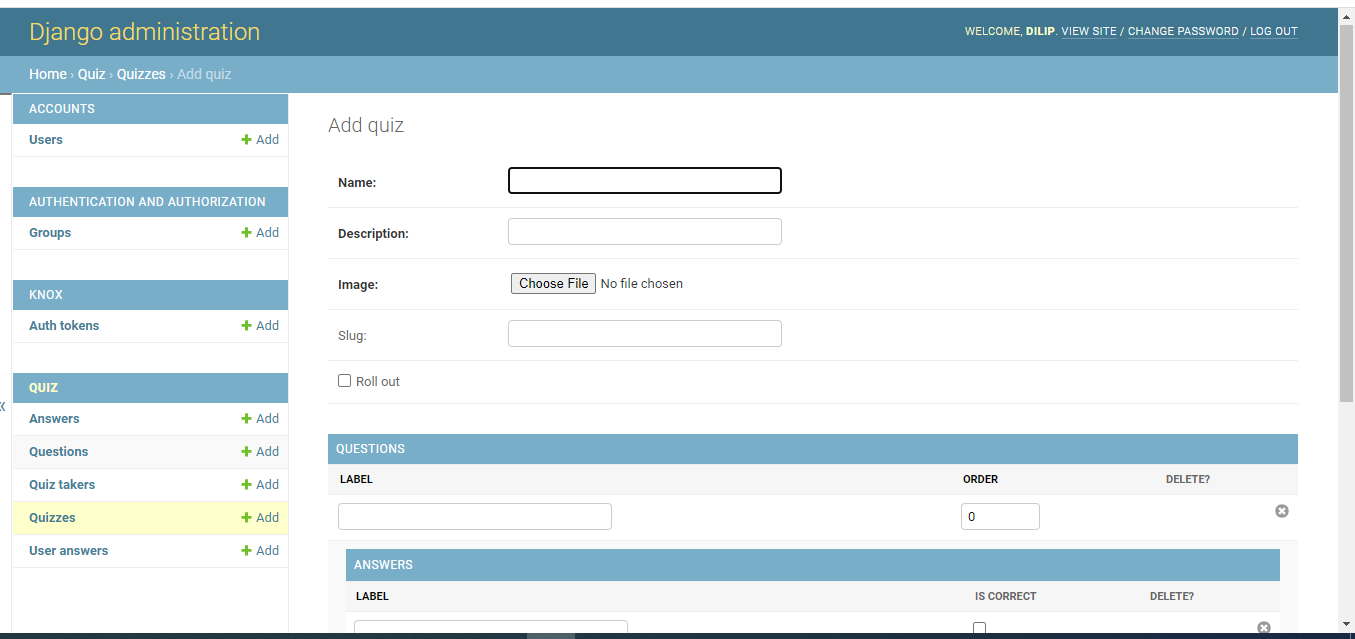 Django administration
WELCOME, DILIP. VIEW SITE / CHANGE PASSWORD / LOG OUT
Home › Quiz › Quizzes › Add quiz
ACCOUNTS
Users + Add
AUTHENTICATION AND AUTHORIZATION
Groups + Add
KNOX
Auth tokens + Add
QUIZ
Answers + Add
Questions + Add
Quiz takers + Add
Quizzes + Add
User answers + Add
«
Add quiz
Name:
Description:
Image: Choose File No file chosen
Slug:
Roll out
QUESTIONS
LABEL ORDER DELETE?
0
ANSWERS
LABEL IS CORRECT DELETE?